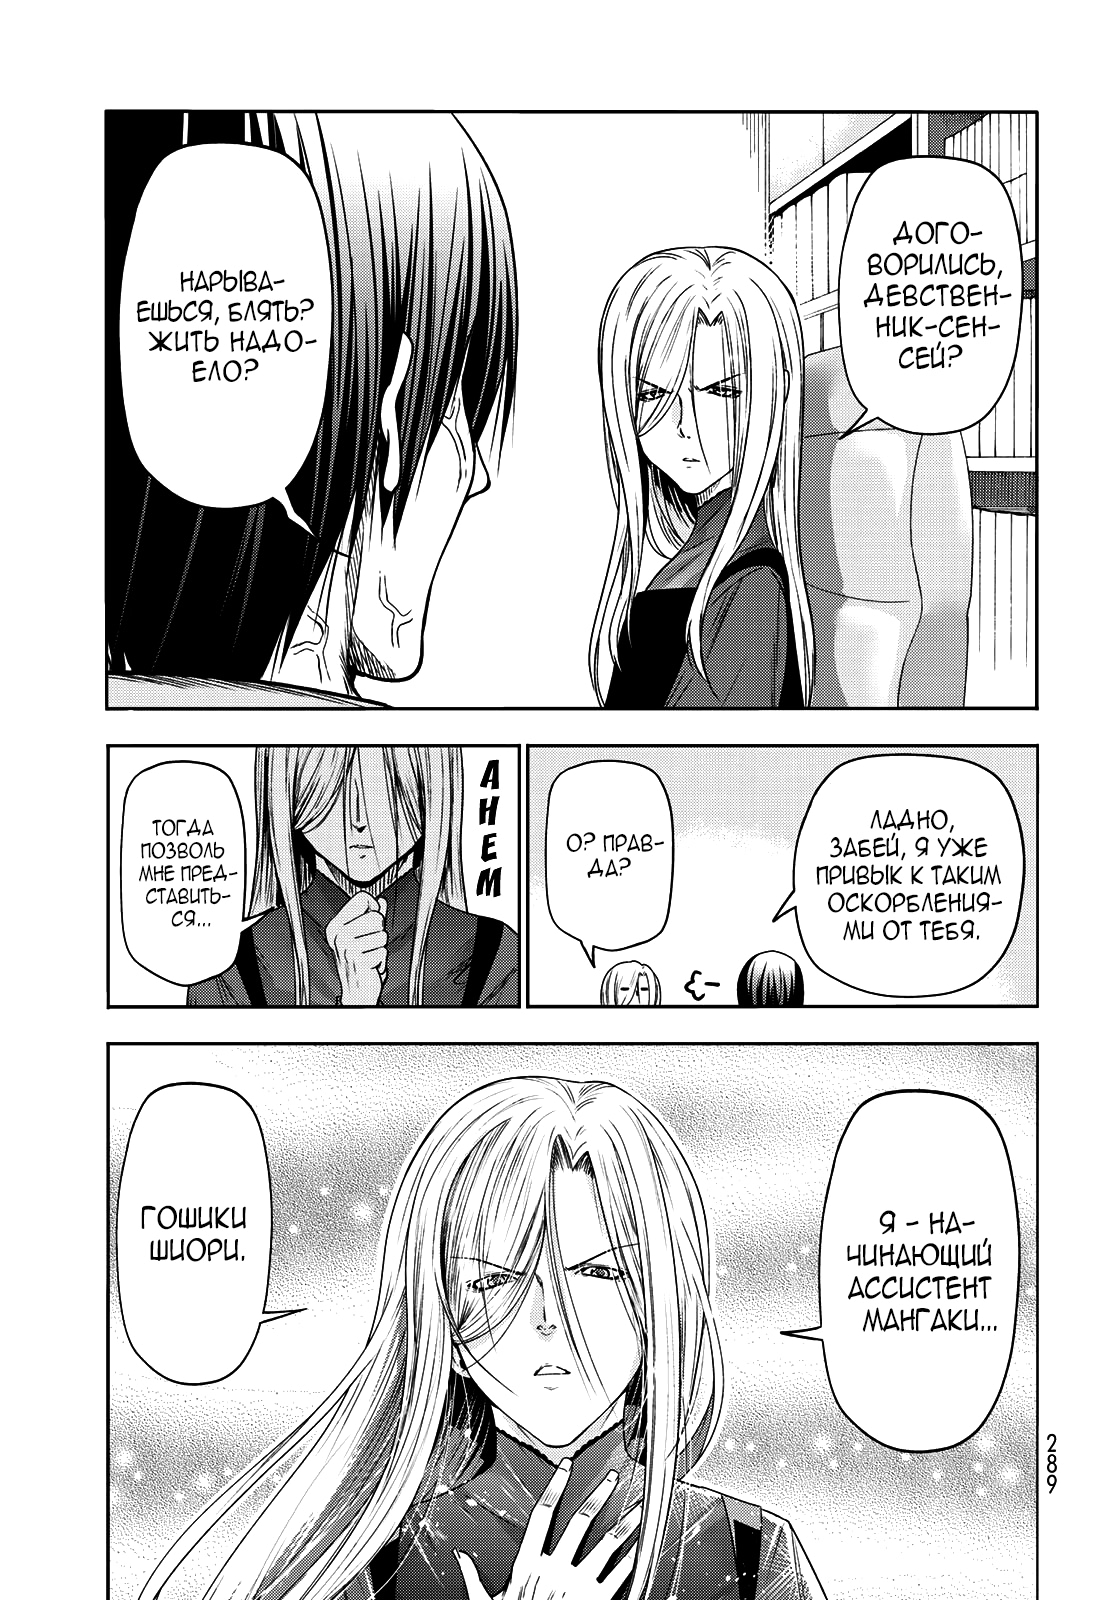 ДОГО-
ВОРИЛИСЬ,
ДЕВСТВЕН-
НИК-СЕН-
СЕЙ?
НАРЫВА-
ЕШЬСЯ, БЛЯТЬ?
ЖИТЬ НАДО-
ЕЛО?
ЛАДНО,
ЗАБЕЙ, Я УЖЕ
ПРИВЫК К ТАКИМ
ОСКОРБЛЕНИЯ-
МИ ОТ ТЕБЯ.
О? ПРАВ-
ДА?
АНЕМ
ТОГДА
ПОЗВОЛЬ
МНЕ ПРЕД-
СТАВИТЬ-
СЯ...
Я - НА-
ЧИНАЮЩИЙ
АССИСТЕНТ
МАНГАКИ...
ГОШИКИ
ШИОРИ.
289